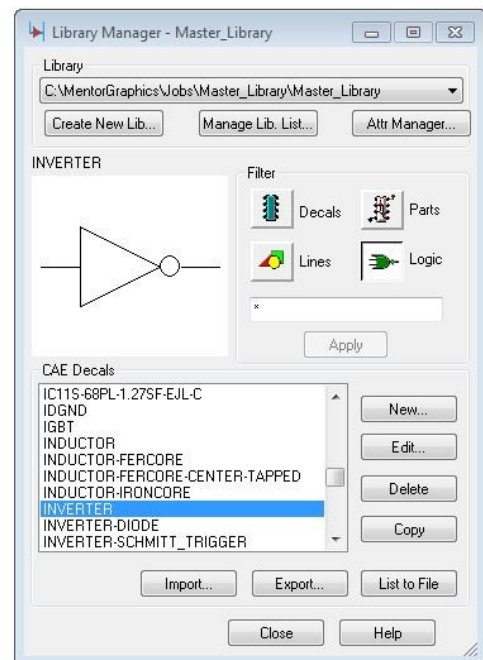 Library Manager - Master_Library
Library
C:\MentorGraphics\Jobs\Master_Library\Master_Library
Create New Lib... Manage Lib. List... Attr Manager...
INVERTER
Filter
Decals Parts
Lines Logic
*
Apply
CAE Decals
IC11S-68PL-1.27SF-EJL-C
IDGND
IGBT
INDUCTOR
INDUCTOR-FERCORE
INDUCTOR-FERCORE-CENTER-TAPPED
INDUCTOR-IRONCORE
INVERTER
INVERTER-DIODE
INVERTER-SCHMITT_TRIGGER
New...
Edit...
Delete
Copy
Import... Export... List to File
Close Help